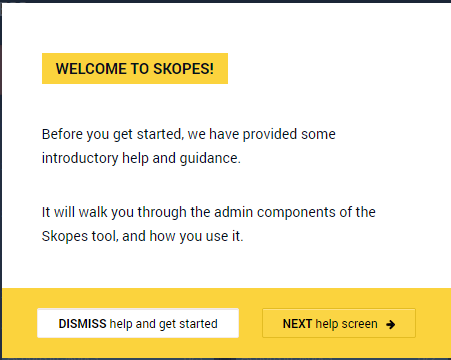 WELCOME TO SKOPES!
Before you get started, we have provided some
introductory help and guidance.
It will walk you through the admin components of the
Skopes tool, and how you use it.
DISMISS help and get started
NEXT help screen